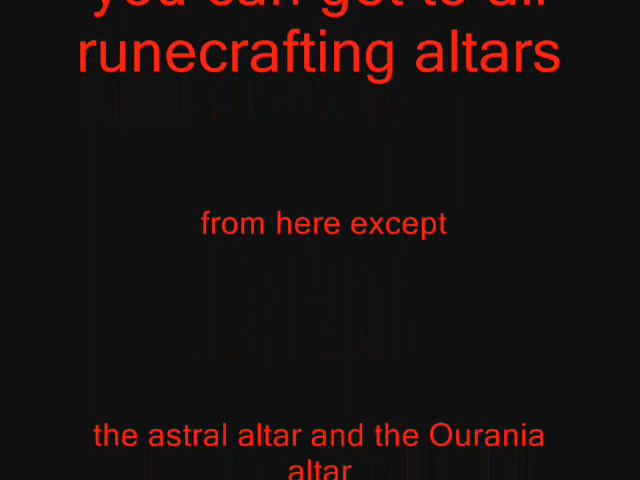 you can get to all
runecrafting altars
from here except
the astral altar and the Ourania
altar